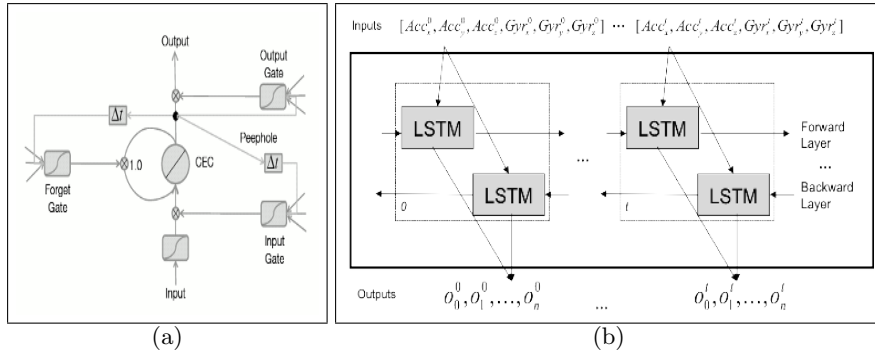 Output
Output
Gate
Δt
Peephole
1.0
CEC
Δt
Forget
Gate
Input
Gate
Input
(a)
Inputs [Acc_x^0, Acc_y^0, Acc_z^0, Gyr_x^0, Gyr_y^0, Gyr_z^0] ... [Acc_x^t, Acc_y^t, Acc_z^t, Gyr_x^t, Gyr_y^t, Gyr_z^t]
LSTM LSTM Forward
Layer
... ...
LSTM LSTM Backward
Layer
0 t
Outputs o_0^0, o_1^0, ..., o_n^0 ... o_0^t, o_1^t, ..., o_n^t
(b)